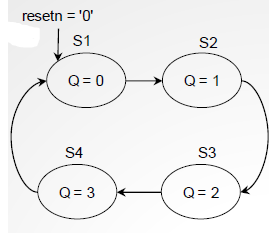 resetn = '0'
S1
S2
Q = 0
Q = 1
S4
S3
Q = 3
Q = 2